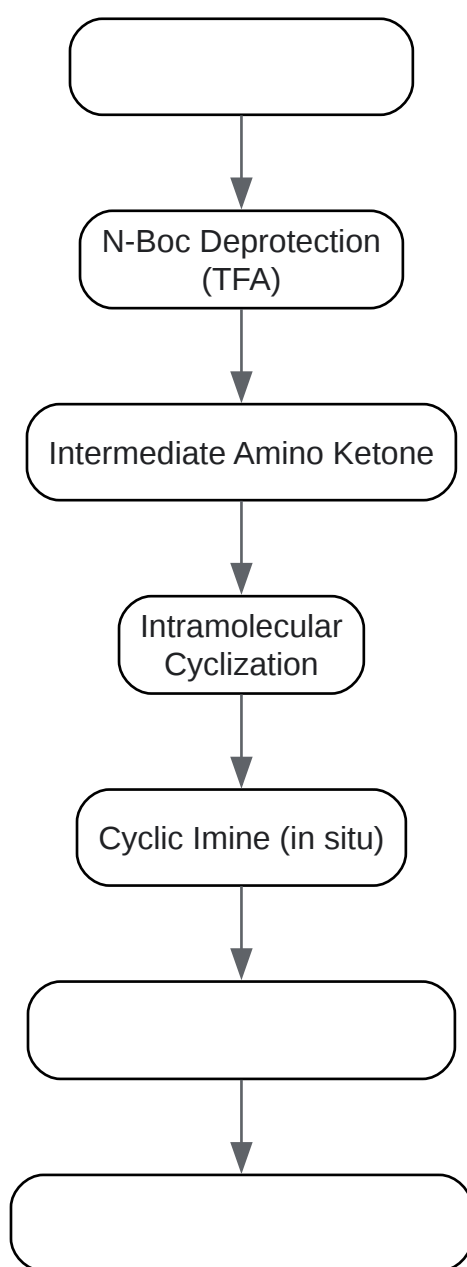 N-Boc Deprotection
(TFA)
Intermediate Amino Ketone
Intramolecular
Cyclization
Cyclic Imine (in situ)